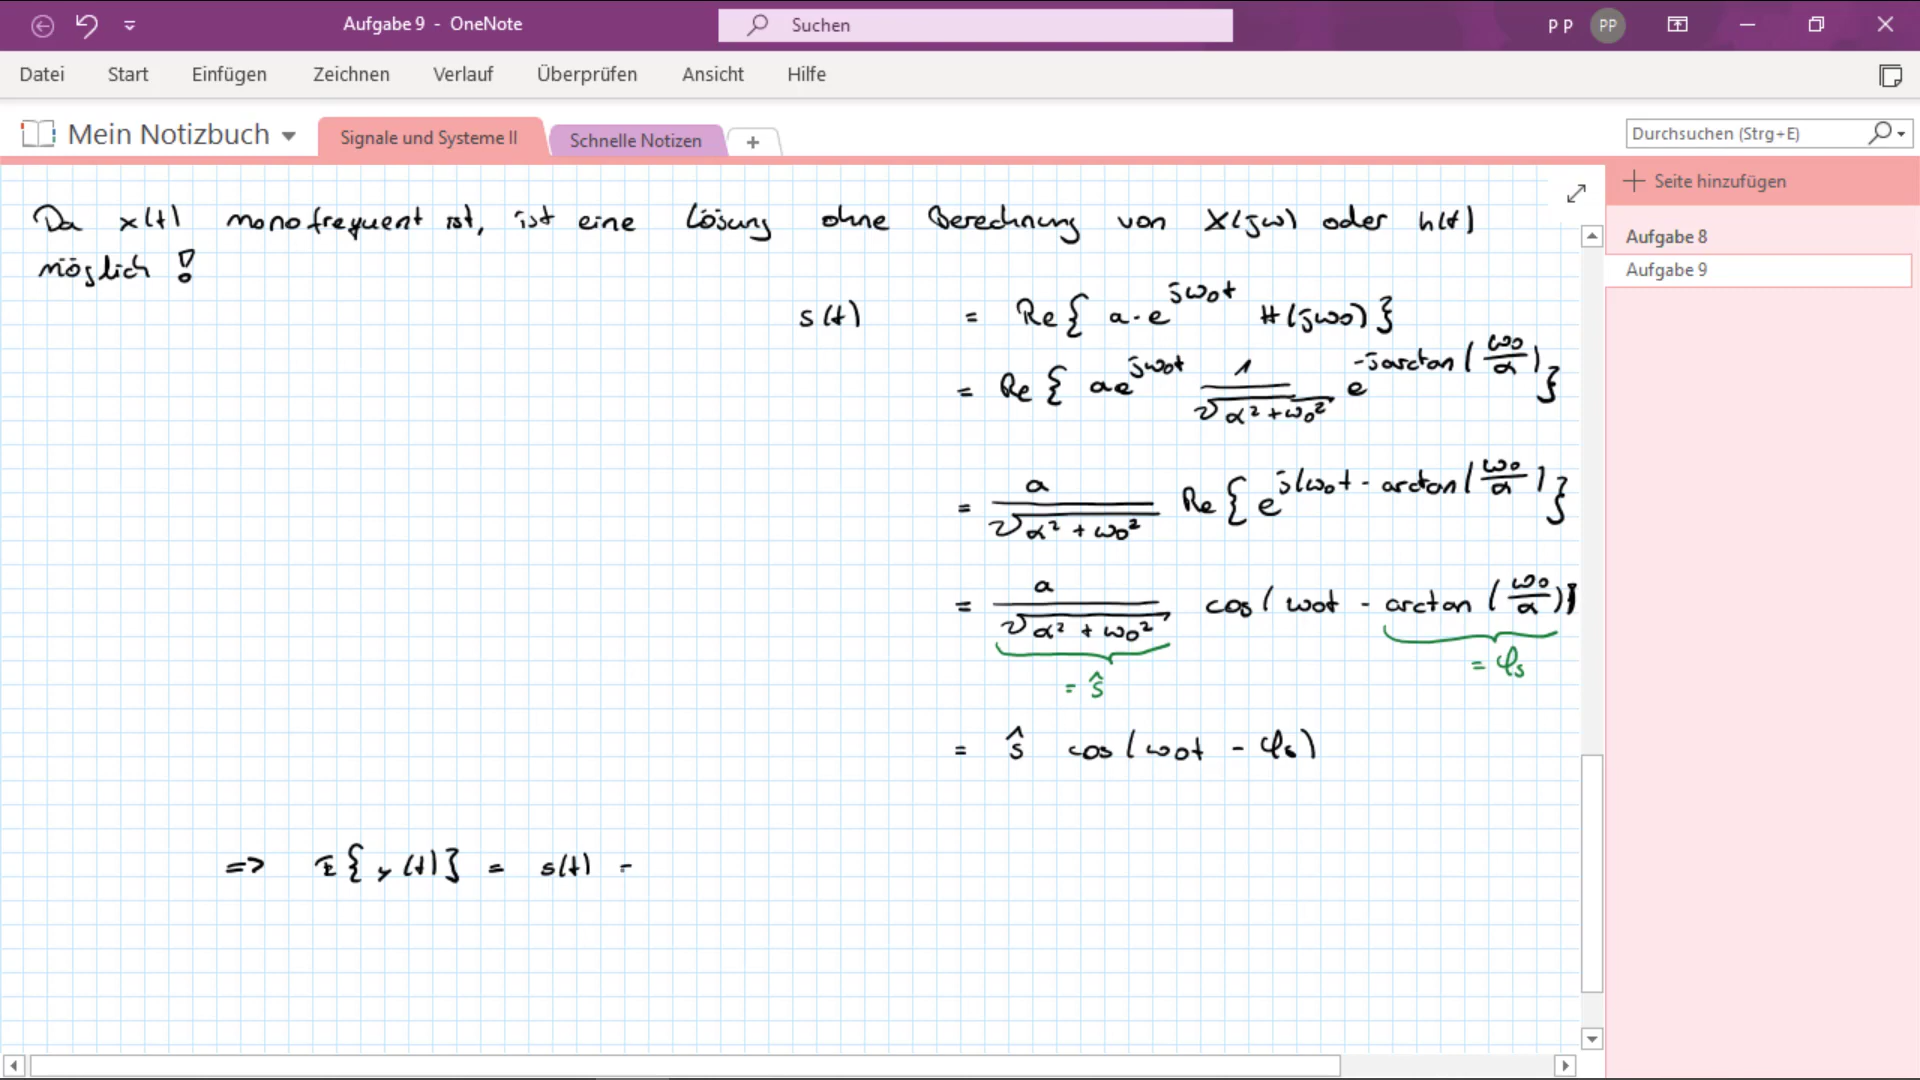 Aufgabe 9 - OneNote
Suchen
P P
PP
Datei Start Einfügen Zeichnen Verlauf Überprüfen Ansicht Hilfe
Mein Notizbuch
Signale und Systeme II
Schnelle Notizen
+
Durchsuchen (Strg+E)
Seite hinzufügen
Aufgabe 8
Aufgabe 9
Da x(t) monofrequent ist, ist eine Lösung ohne Berechnung von X(jω) oder h(t)
möglich !
s(t) = Re{ a · e^{jω₀t} H(jω₀) }
= Re{ a e^{jω₀t} 1/√(α² + ω₀²) e^{-j arctan(ω₀/α)} }
= a/√(α² + ω₀²) Re{ e^{j(ω₀t - arctan(ω₀/α)} }
= a/√(α² + ω₀²) cos(ω₀t - arctan(ω₀/α))
= ŝ
= φₛ
= ŝ cos(ω₀t - φₛ)
=> E{y(t)} = s(t) -